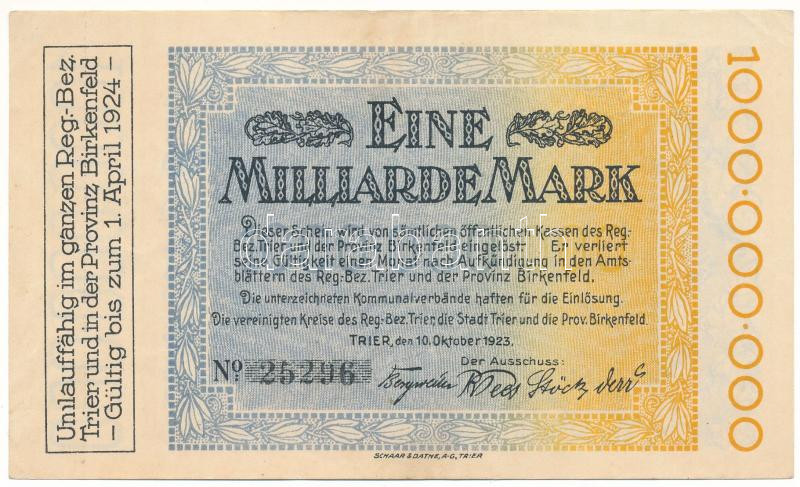 Umlauffähig im ganzen Reg.-Bez.
Trier und in der Provinz Birkenfeld
– Gültig bis zum 1. April 1924 –
EINE
MILLIARDE MARK
Dieser Schein wird von sämtlichen öffentlichen Kassen des Reg-
Bez. Trier und der Provinz Birkenfeld eingelöst. Er verliert
seine Gültigkeit einen Monat nach Aufkündigung in den Amts-
blättern des Reg-Bez. Trier und der Provinz Birkenfeld.
Die unterzeichneten Kommunalverbände haften für die Einlösung.
Die vereinigten Kreise des Reg-Bez. Trier, die Stadt Trier und die Prov. Birkenfeld.
TRIER, den 10. Oktober 1923.
Der Ausschuss:
No. 25296
SCHAAR & DATHE, A-G, TRIER
1000·000·000